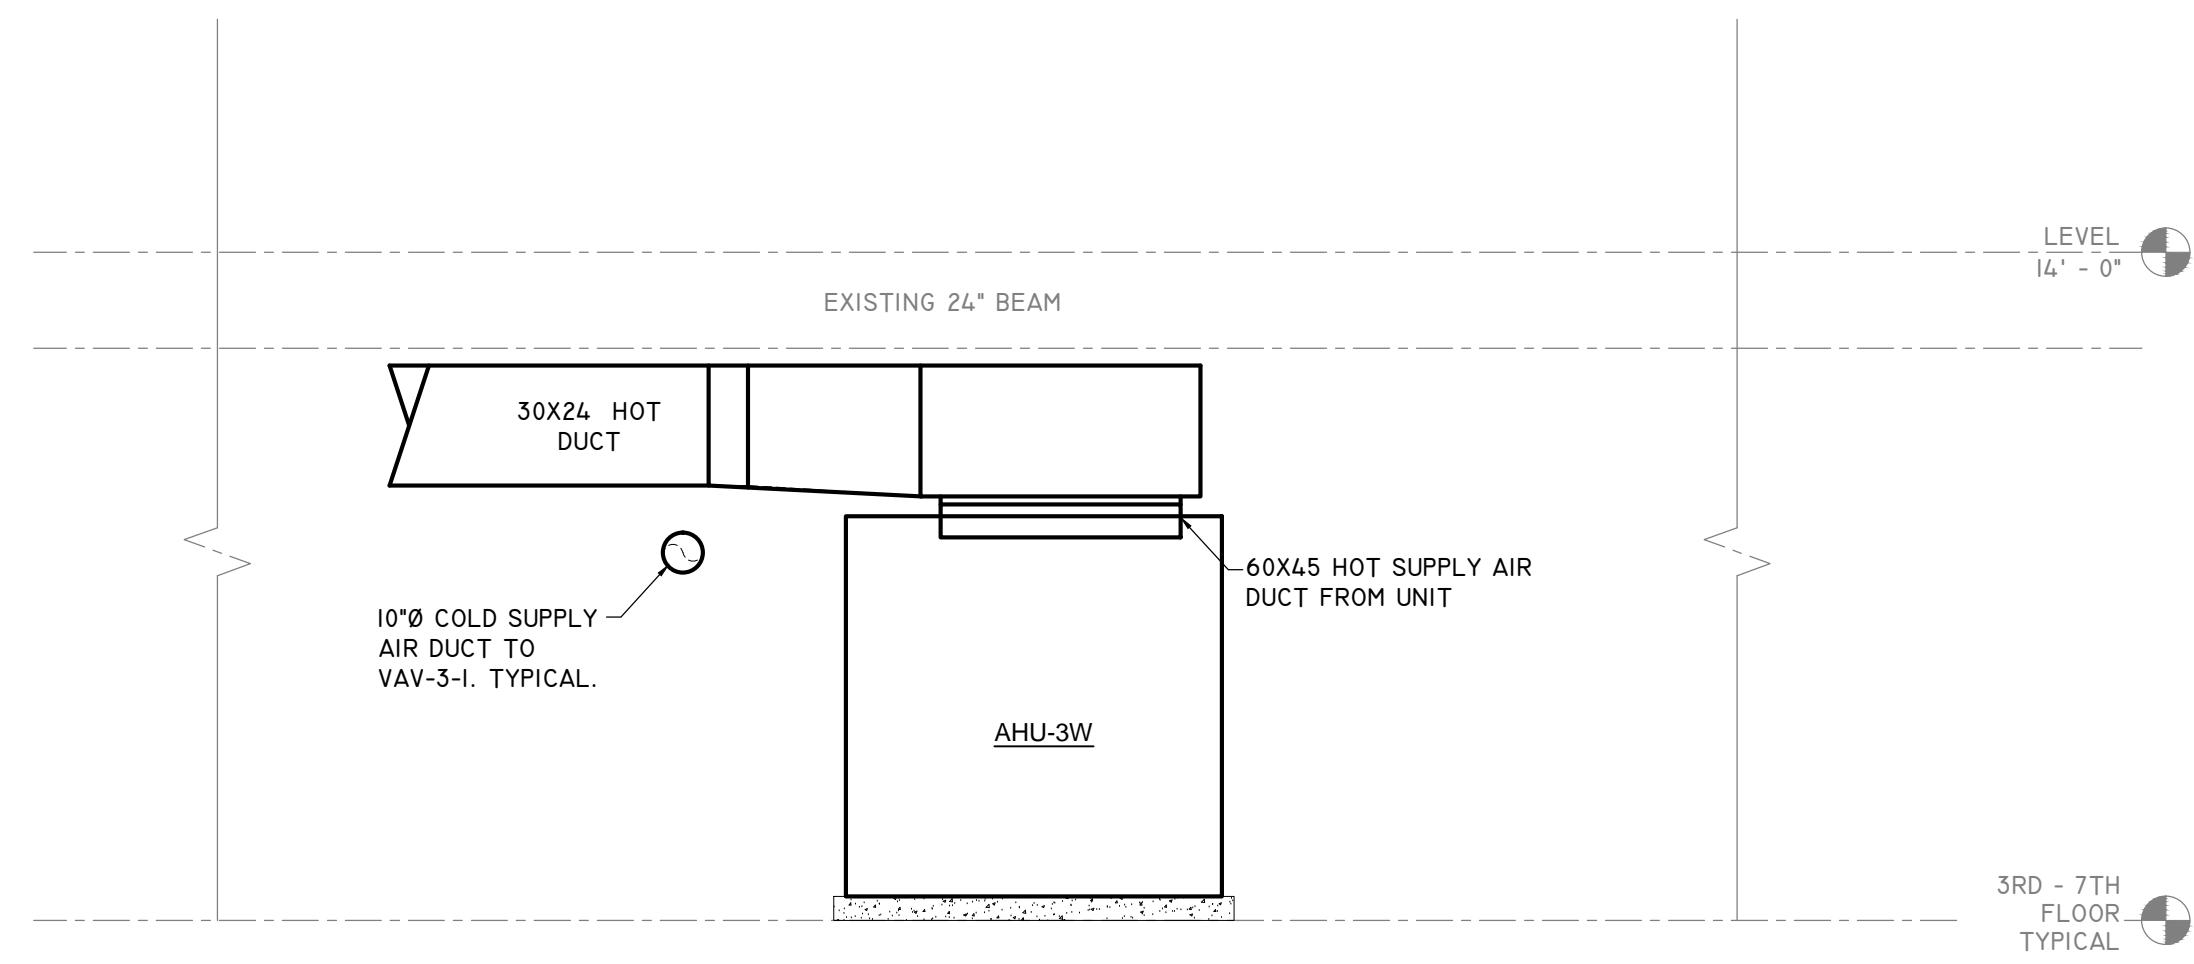 LEVEL
14' - 0"
EXISTING 24" BEAM
30X24 HOT
DUCT
60X45 HOT SUPPLY AIR
DUCT FROM UNIT
10"Ø COLD SUPPLY
AIR DUCT TO
VAV-3-1. TYPICAL.
AHU-3W
3RD - 7TH
FLOOR
TYPICAL